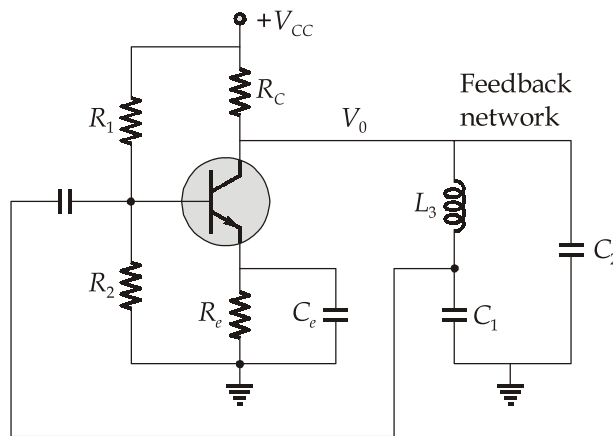 +V_CC
R_C
R_1
V_0
Feedback
network
L_3
C_2
R_2
R_e
C_e
C_1